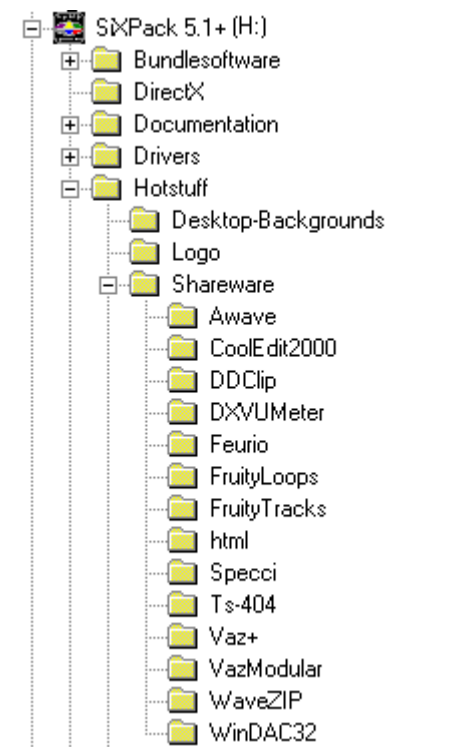 SiXPack 5.1+ (H:)
Bundlesoftware
DirectX
Documentation
Drivers
Hotstuff
Desktop-Backgrounds
Logo
Shareware
Awave
CoolEdit2000
DDClip
DXVUMeter
Feurio
FruityLoops
FruityTracks
html
Specci
Ts-404
Vaz+
VazModular
WaveZIP
WinDAC32